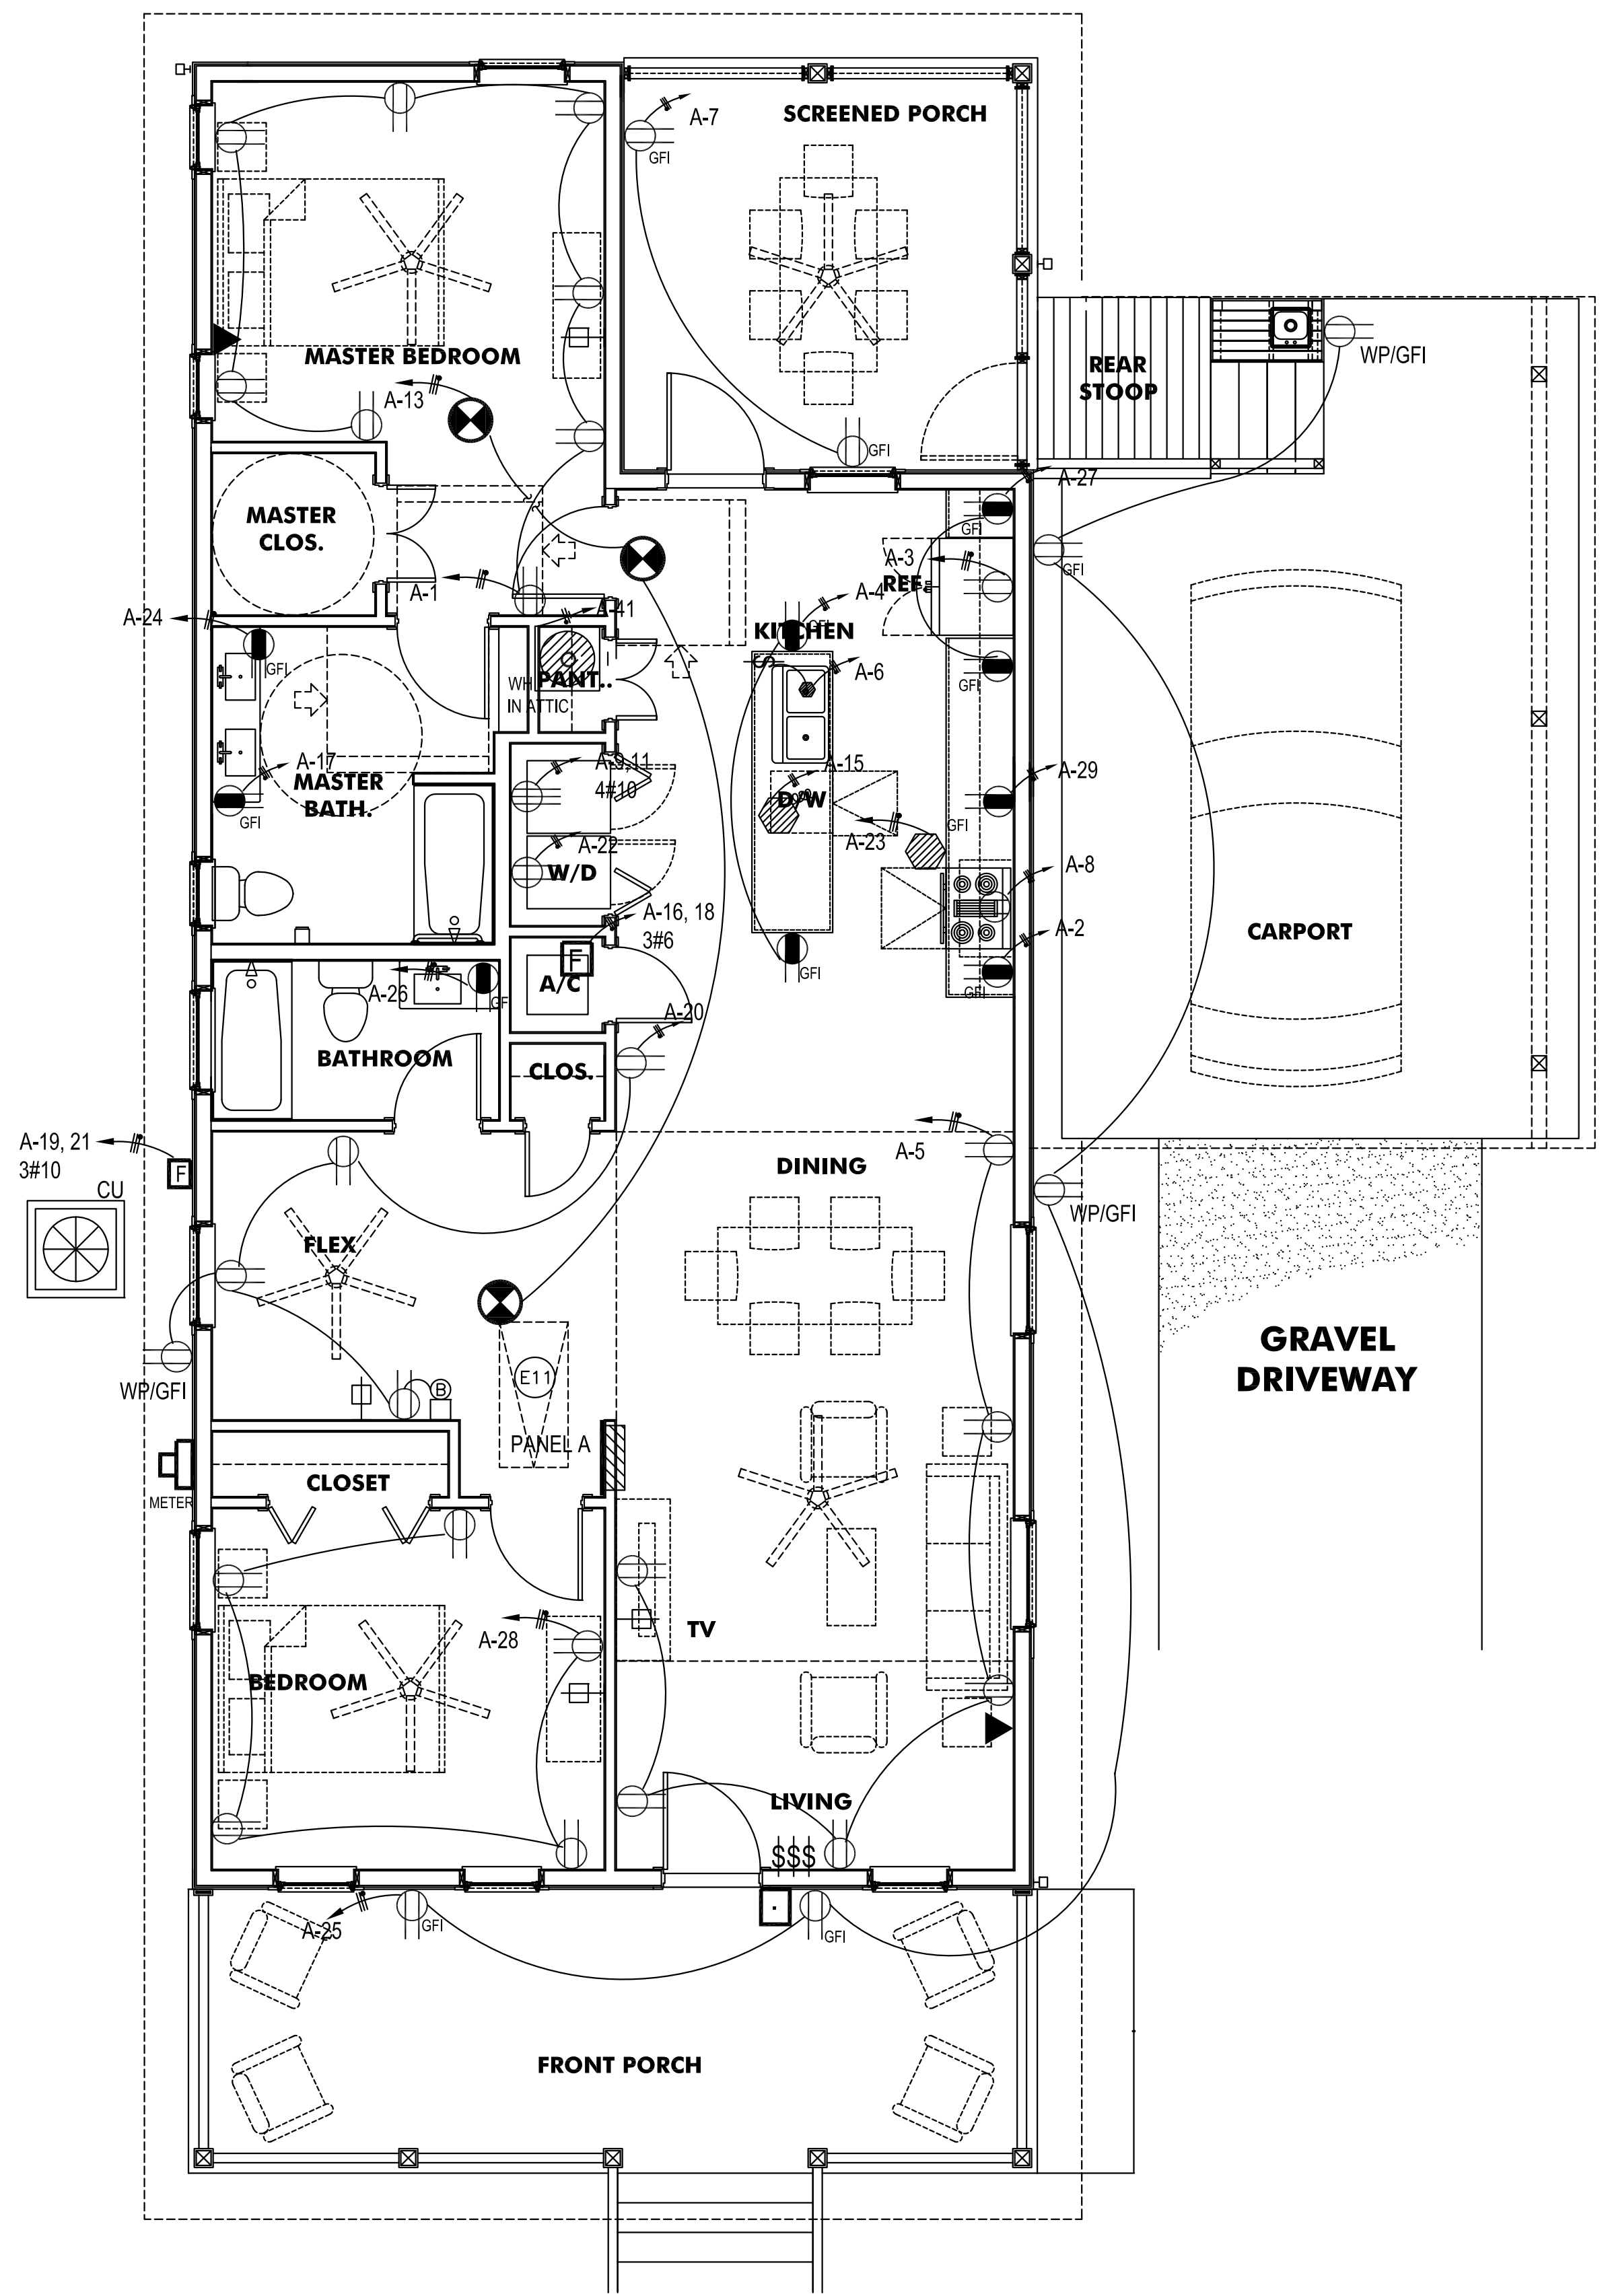 SCREENED PORCH
A-7
GFI
MASTER BEDROOM
A-13
WP/GFI
REAR
STOOP
GFI
A-27
MASTER
CLOS.
GFI
A-3
REF.
GFI
A-1
A-4
A-41
GFI
A-24
KITCHEN
GFI
A-6
GFI
WH
PANT..
IN ATTIC
S
A-17
A-9,11
A-15
A-29
MASTER
BATH.
4#10
D/W
GFI
GFI
A-23
A-22
W/D
A-8
A-16, 18
3#6
A-2
CARPORT
F
GFI
A/C
A-26
GFI
GFI
A-20
BATHROOM
CLOS.
A-19, 21
3#10
F
CU
A-5
DINING
WP/GFI
FLEX
GRAVEL
DRIVEWAY
WP/GFI
B
E11
PANEL A
CLOSET
METER
A-28
TV
BEDROOM
LIVING
$$$
A-25
GFI
GFI
FRONT PORCH